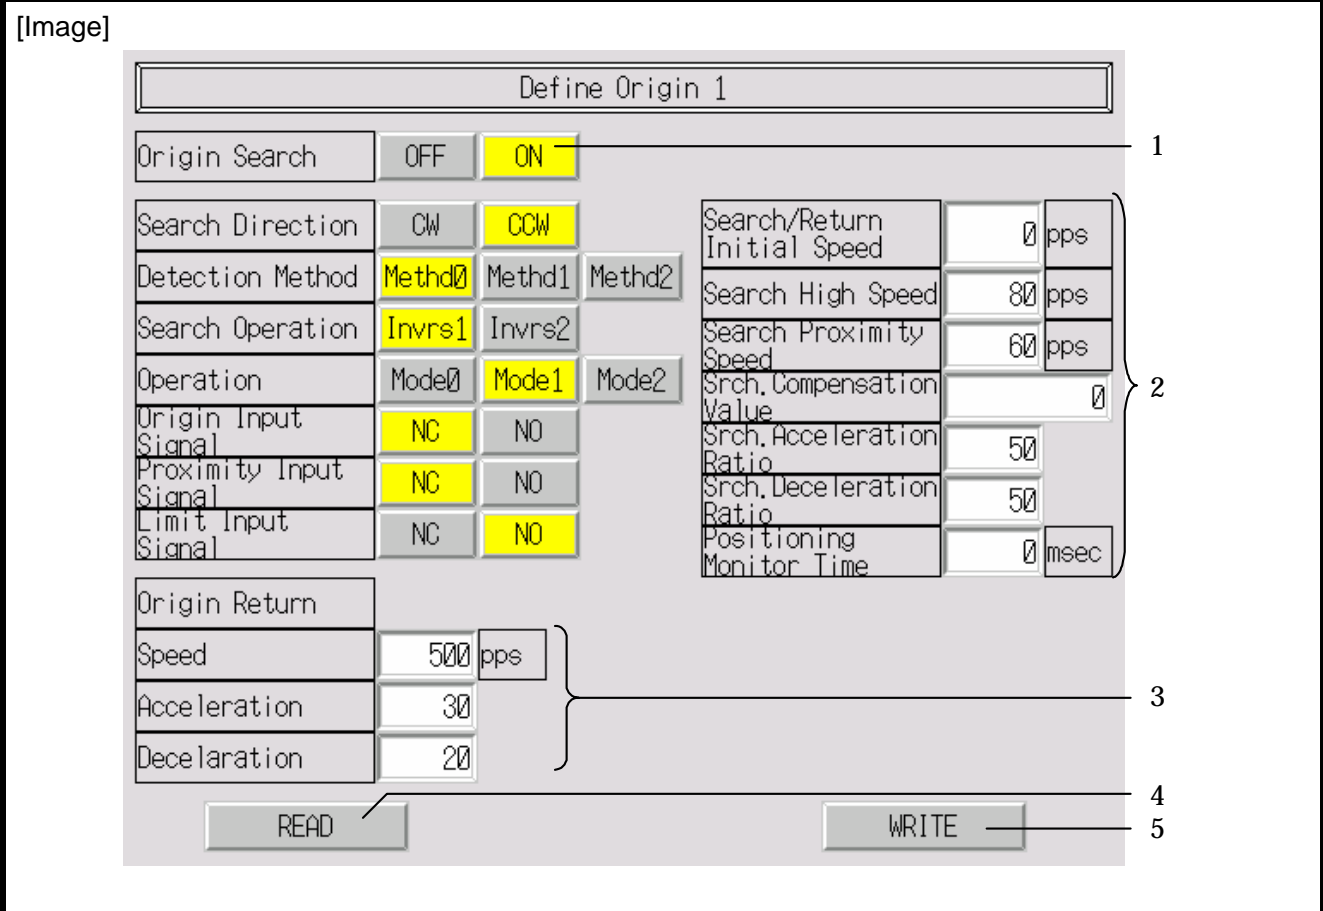 [Image]
Define Origin 1
Origin Search OFF ON 1
Search Direction CW CCW
Detection Method Methd0 Methd1 Methd2
Search Operation Invrs1 Invrs2
Operation Mode0 Mode1 Mode2
Origin Input
Signal NC NO
Proximity Input
Signal NC NO
Limit Input
Signal NC NO
Search/Return
Initial Speed 0 pps
Search High Speed 80 pps
Search Proximity
Speed 60 pps
Srch.Compensation
Value 0
Srch.Acceleration
Ratio 50
Srch.Deceleration
Ratio 50
Positioning
Monitor Time 0 msec
2
Origin Return
Speed 500 pps
Acceleration 30
Decelaration 20
3
READ 4
WRITE 5